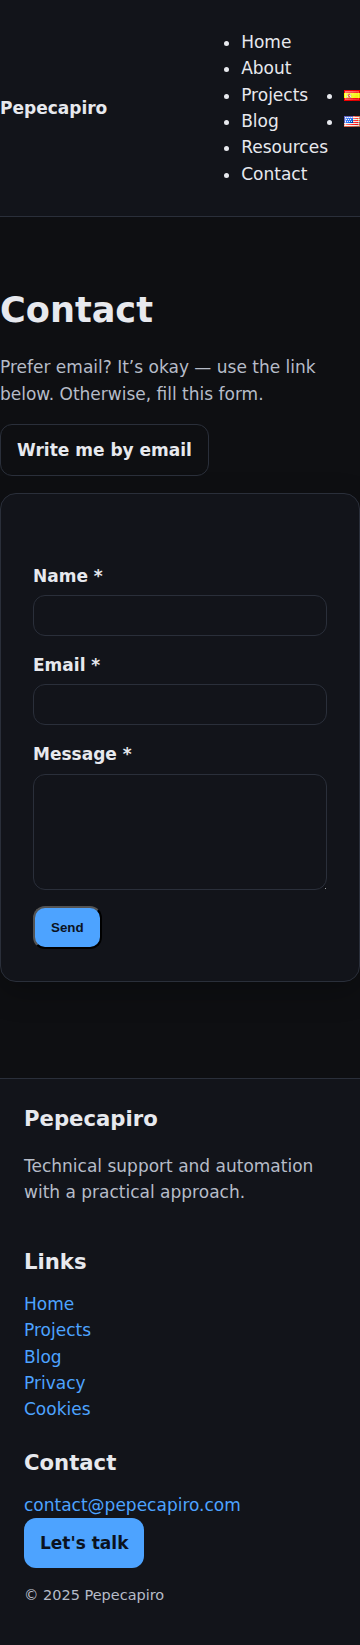 Pepecapiro
Home
About
Projects
Blog
Resources
Contact
Contact
Prefer email? It’s okay — use the link
below. Otherwise, fill this form.
Write me by email
Name *
Email *
Message *
Send
Pepecapiro
Technical support and automation
with a practical approach.
Links
Home
Projects
Blog
Privacy
Cookies
Contact
contact@pepecapiro.com
Let's talk
© 2025 Pepecapiro